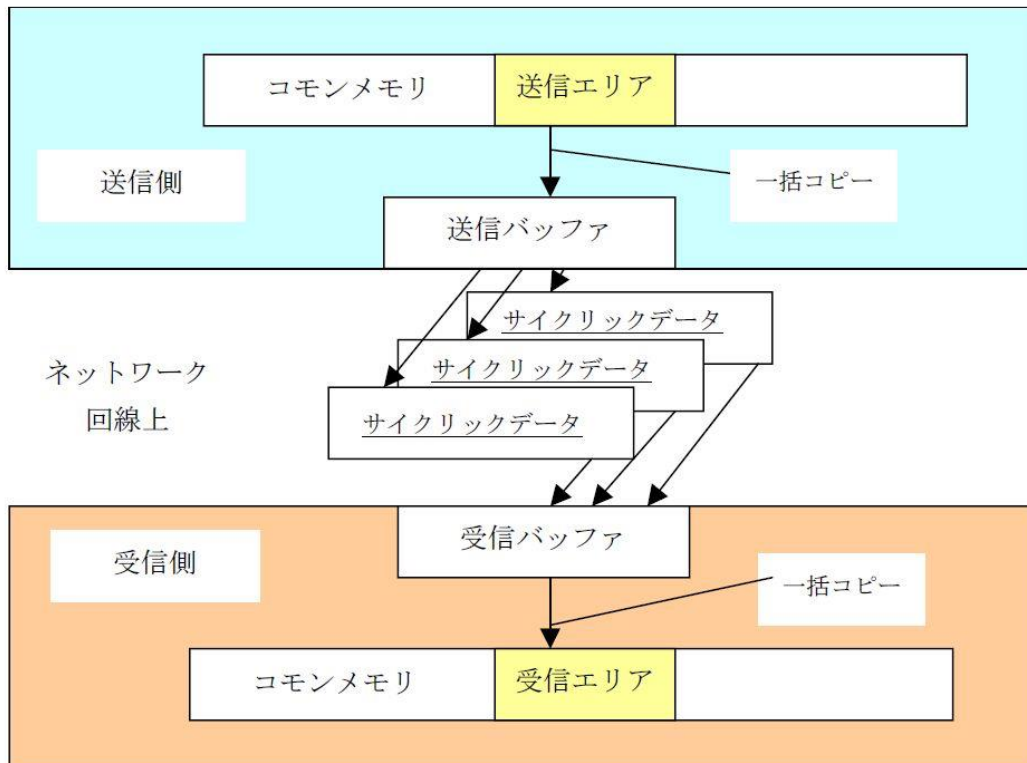 コモンメモリ
送信エリア
送信側
一括コピー
送信バッファ
サイクリックデータ
サイクリックデータ
サイクリックデータ
ネットワーク
回線上
受信バッファ
受信側
一括コピー
コモンメモリ
受信エリア